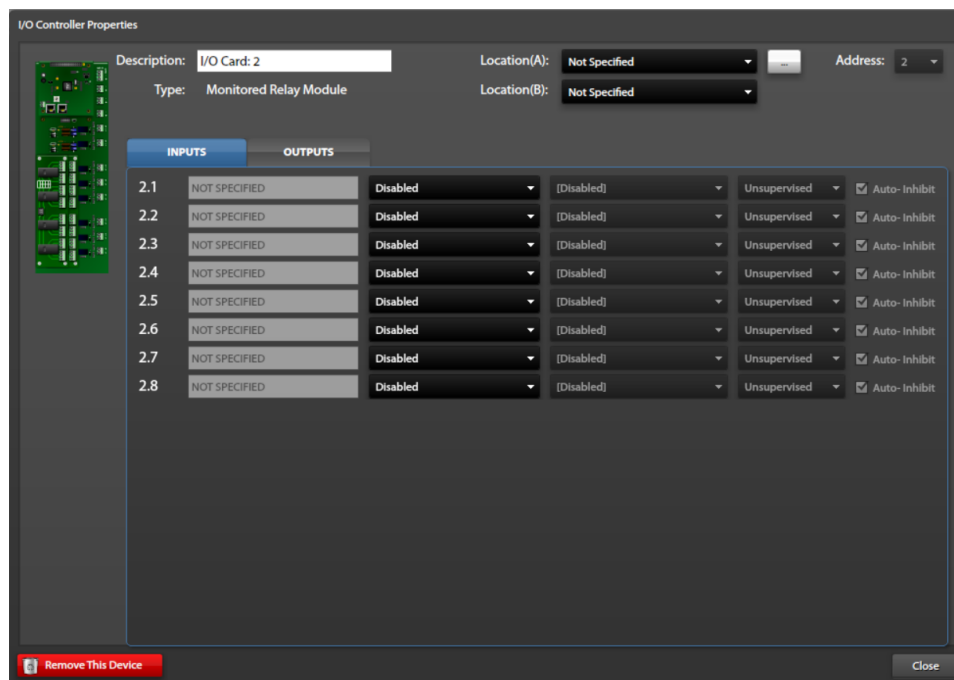 I/O Controller Properties
Description: I/O Card: 2 Location(A): Not Specified ... Address: 2
Type: Monitored Relay Module Location(B): Not Specified
INPUTS OUTPUTS
2.1 NOT SPECIFIED Disabled [Disabled] Unsupervised Auto- Inhibit
2.2 NOT SPECIFIED Disabled [Disabled] Unsupervised Auto- Inhibit
2.3 NOT SPECIFIED Disabled [Disabled] Unsupervised Auto- Inhibit
2.4 NOT SPECIFIED Disabled [Disabled] Unsupervised Auto- Inhibit
2.5 NOT SPECIFIED Disabled [Disabled] Unsupervised Auto- Inhibit
2.6 NOT SPECIFIED Disabled [Disabled] Unsupervised Auto- Inhibit
2.7 NOT SPECIFIED Disabled [Disabled] Unsupervised Auto- Inhibit
2.8 NOT SPECIFIED Disabled [Disabled] Unsupervised Auto- Inhibit
Remove This Device Close